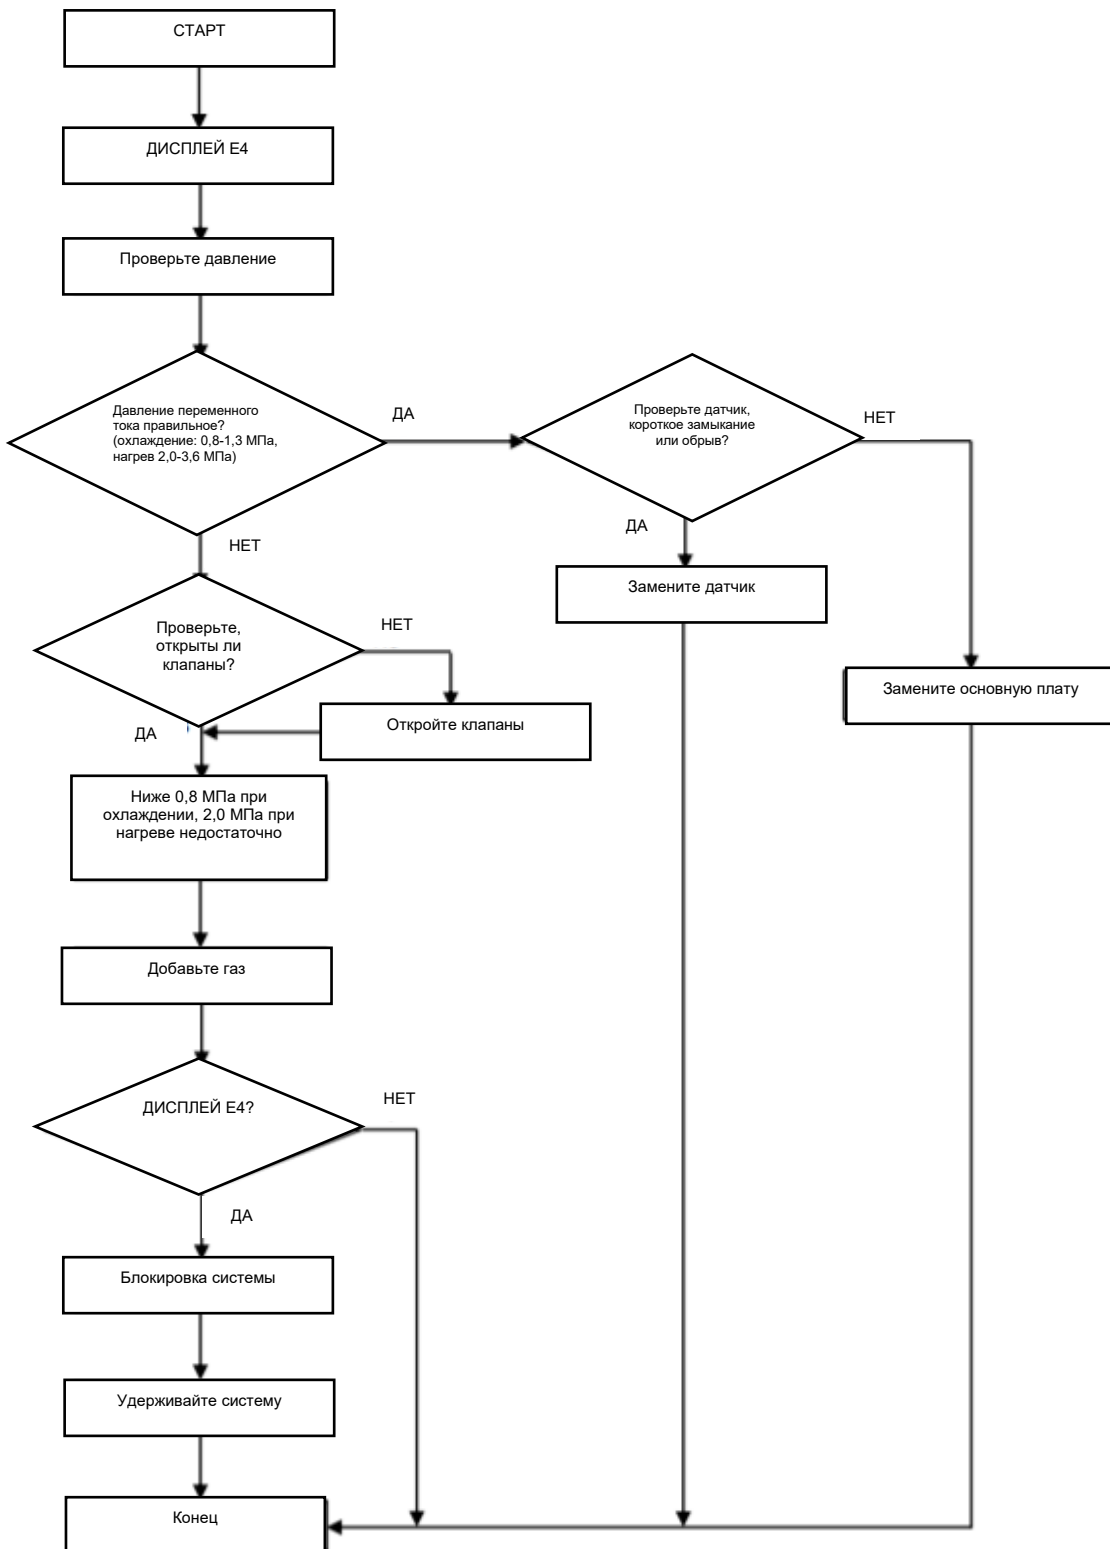 СТАРТ
ДИСПЛЕЙ E4
Проверьте давление
Давление переменного
тока правильное?
(охлаждение: 0,8-1,3 МПа,
нагрев 2,0-3,6 МПа)
ДА
Проверьте датчик,
короткое замыкание
или обрыв?
НЕТ
НЕТ
ДА
Замените датчик
Проверьте,
открыты ли
клапаны?
НЕТ
Замените основную плату
Откройте клапаны
ДА
Ниже 0,8 МПа при
охлаждении, 2,0 МПа при
нагреве недостаточно
Добавьте газ
ДИСПЛЕЙ E4?
НЕТ
ДА
Блокировка системы
Удерживайте систему
Конец